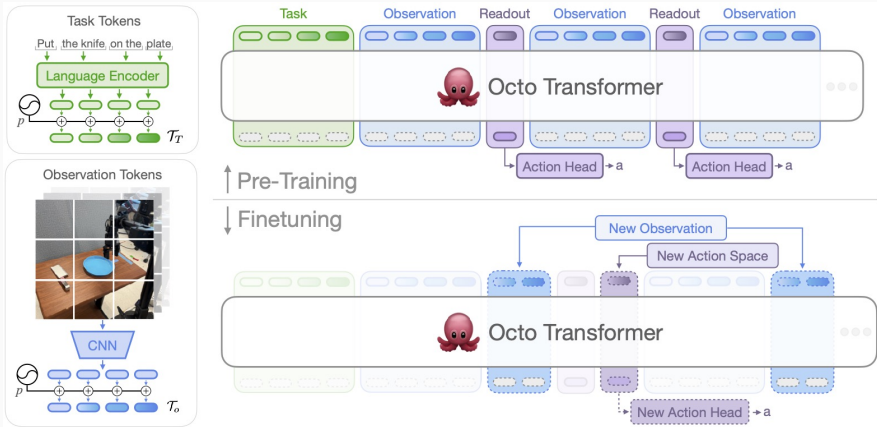 Task Tokens
Put the knife on the plate
Language Encoder
p
𝒯_T
Observation Tokens
CNN
p
𝒯_o
Task Observation Readout Observation Readout Observation
Octo Transformer
Action Head a Action Head a
Pre-Training
Finetuning
New Observation
New Action Space
Octo Transformer
New Action Head a